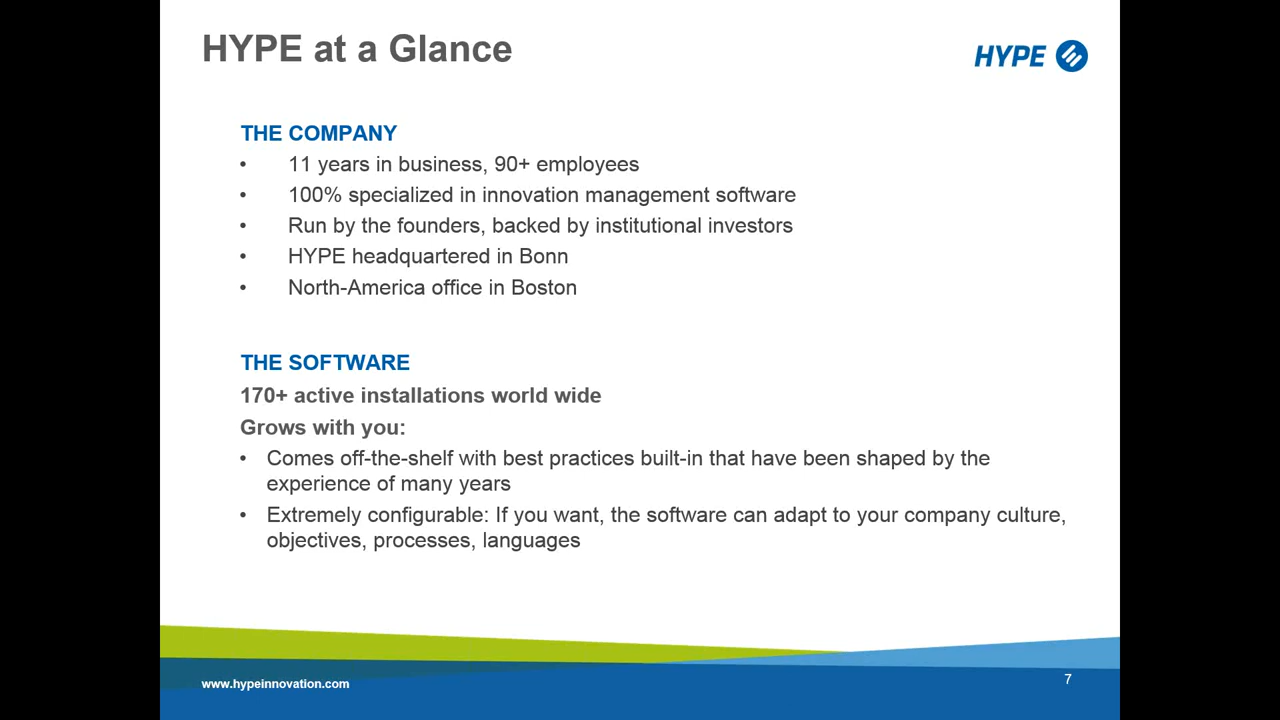 HYPE at a Glance
HYPE
THE COMPANY
• 11 years in business, 90+ employees
• 100% specialized in innovation management software
• Run by the founders, backed by institutional investors
• HYPE headquartered in Bonn
• North-America office in Boston
THE SOFTWARE
170+ active installations world wide
Grows with you:
• Comes off-the-shelf with best practices built-in that have been shaped by the
experience of many years
• Extremely configurable: If you want, the software can adapt to your company culture,
objectives, processes, languages
www.hypeinnovation.com
7